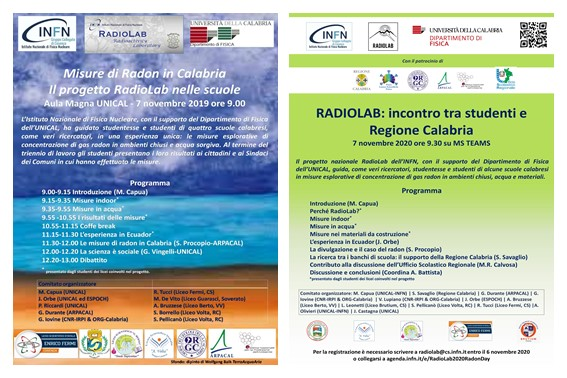 INFN
RADIOLAB
UNIVERSITÀ DELLA CALABRIA
Dipartimento di FISICA
Misure di Radon in Calabria
Il progetto RadioLab nelle scuole
Aula Magna UNICAL - 7 novembre 2019 ore 9.00
L'Istituto Nazionale di Fisica Nucleare, con il supporto del Dipartimento di Fisica
dell'UNICAL, ha guidato studentesse e studenti di quattro scuole calabresi,
come veri ricercatori, in una esperienza unica: le misure esplorative di
concentrazione di gas radon in ambienti chiusi e acqua sorgiva. Al termine del
triennio di lavoro gli studenti presentano i loro risultati ai cittadini e ai Sindaci
dei Comuni in cui hanno effettuato le misure.
Programma
9.00-9.15 Introduzione (M. Capua)
9.15-9.35 Misure indoor*
9.35-9.55 Misure in acqua*
9.55 -10.55 I risultati delle misure*
10.55-11.15 Coffe break
11.15-11.30 L'esperienza in Ecuador*
11.30-12.00 Le misure di radon in Calabria (S. Procopio-ARPACAL)
12.00-12.20 La scienza è sociale (G. Vingelli-UNICAL)
12.20-13.00 Dibattito
* presentato dagli studenti dei licei coinvolti nel progetto.
Comitato organizzatore
M. Capua (UNICAL)
J. Orbe (UNICAL ed ESPOCH)
P. Riccardi (UNICAL)
G. Durante (ARPACAL)
G. Iovine (CNR-IRPI & ORG-Calabria)
R. Tucci (Liceo Fermi, CS)
M. De Vito (Liceo Guarasci, Soverato)
A. Bruzzese (Liceo Berto, VV)
S. Borrello (Liceo Volta, RC)
S. Pellicanò (Liceo Volta, RC)
ENRICO FERMI
ARPACAL
INFN
RADIOLAB
UNIVERSITÀ DELLA CALABRIA
DIPARTIMENTO DI
FISICA
Con il patrocinio di
RADIOLAB: incontro tra studenti e
Regione Calabria
7 novembre 2020 ore 9.30 su MS TEAMS
Il progetto nazionale RadioLab dell'INFN, con il supporto del Dipartimento di Fisica
dell'UNICAL, guida, come veri ricercatori, studentesse e studenti di alcune scuole calabresi
in misure esplorative di concentrazione di gas radon in ambienti chiusi, acqua e materiali.
Programma
Introduzione (M. Capua)
Perché RadioLab?*
Misure indoor*
Misure in acqua*
Misure nei materiali da costruzione*
L'esperienza in Ecuador (J. Orbe)
La divulgazione e il caso del radon (S. Procopio)
La ricerca tra i banchi di scuola: il supporto della Regione Calabria (S. Savaglio)
Contributo alla discussione dell'Ufficio Scolastico Regionale (M.R. Calvosa)
Discussione e conclusioni (Coordina A. Battista)
*presentato dagli studenti dei licei coinvolti nel progetto.
Comitato organizzatore: M. Capua (UNICAL-INFN) | S. Savaglio (Regione Calabria) | G. Durante (ARPACAL) | G.
Iovine (CNR-IRPI & ORG-Calabria) | V. Lupiano (CNR-IRPI & ORG-Calabria) | J. Orbe (ESPOCH) | A. Bruzzese
(Liceo Berto, VV) | L. Leonetti (Liceo Brutium, CS) | S. Pellicanò (Liceo Volta, RC) | R. Tucci (Liceo Fermi, CS) |A.
Olivieri (UNICAL-INFN) | J. Castagna (UNICAL)
Per la registrazione è necessario scrivere a radiolab@cs.infn.it entro il 6 novembre 2020
o collegarsi a agenda.infn.it/e/RadioLab2020RadonDay